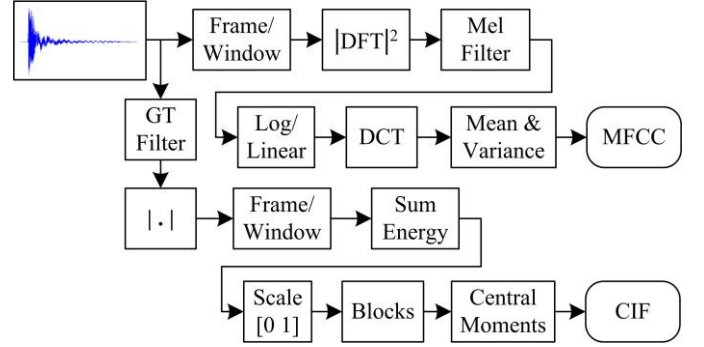 Frame/
Window
|DFT|²
Mel
Filter
GT
Filter
Log/
Linear
DCT
Mean &
Variance
MFCC
|.|
Frame/
Window
Sum
Energy
Scale
[0 1]
Blocks
Central
Moments
CIF